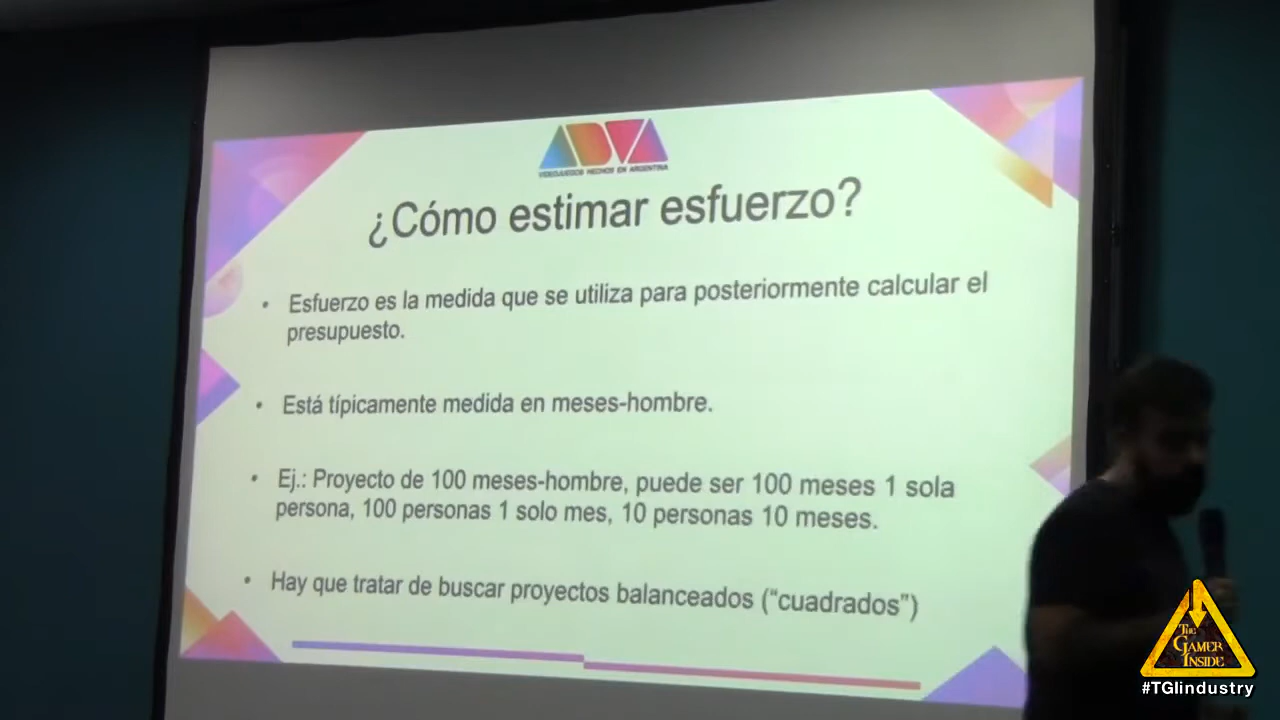 ADVA
VIDEOJUEGOS HECHOS EN ARGENTINA
¿Cómo estimar esfuerzo?
• Esfuerzo es la medida que se utiliza para posteriormente calcular el
presupuesto.
• Está típicamente medida en meses-hombre.
• Ej.: Proyecto de 100 meses-hombre, puede ser 100 meses 1 sola
persona, 100 personas 1 solo mes, 10 personas 10 meses.
• Hay que tratar de buscar proyectos balanceados (“cuadrados”)
THE
GAMER
INSIDE
#TGIindustry